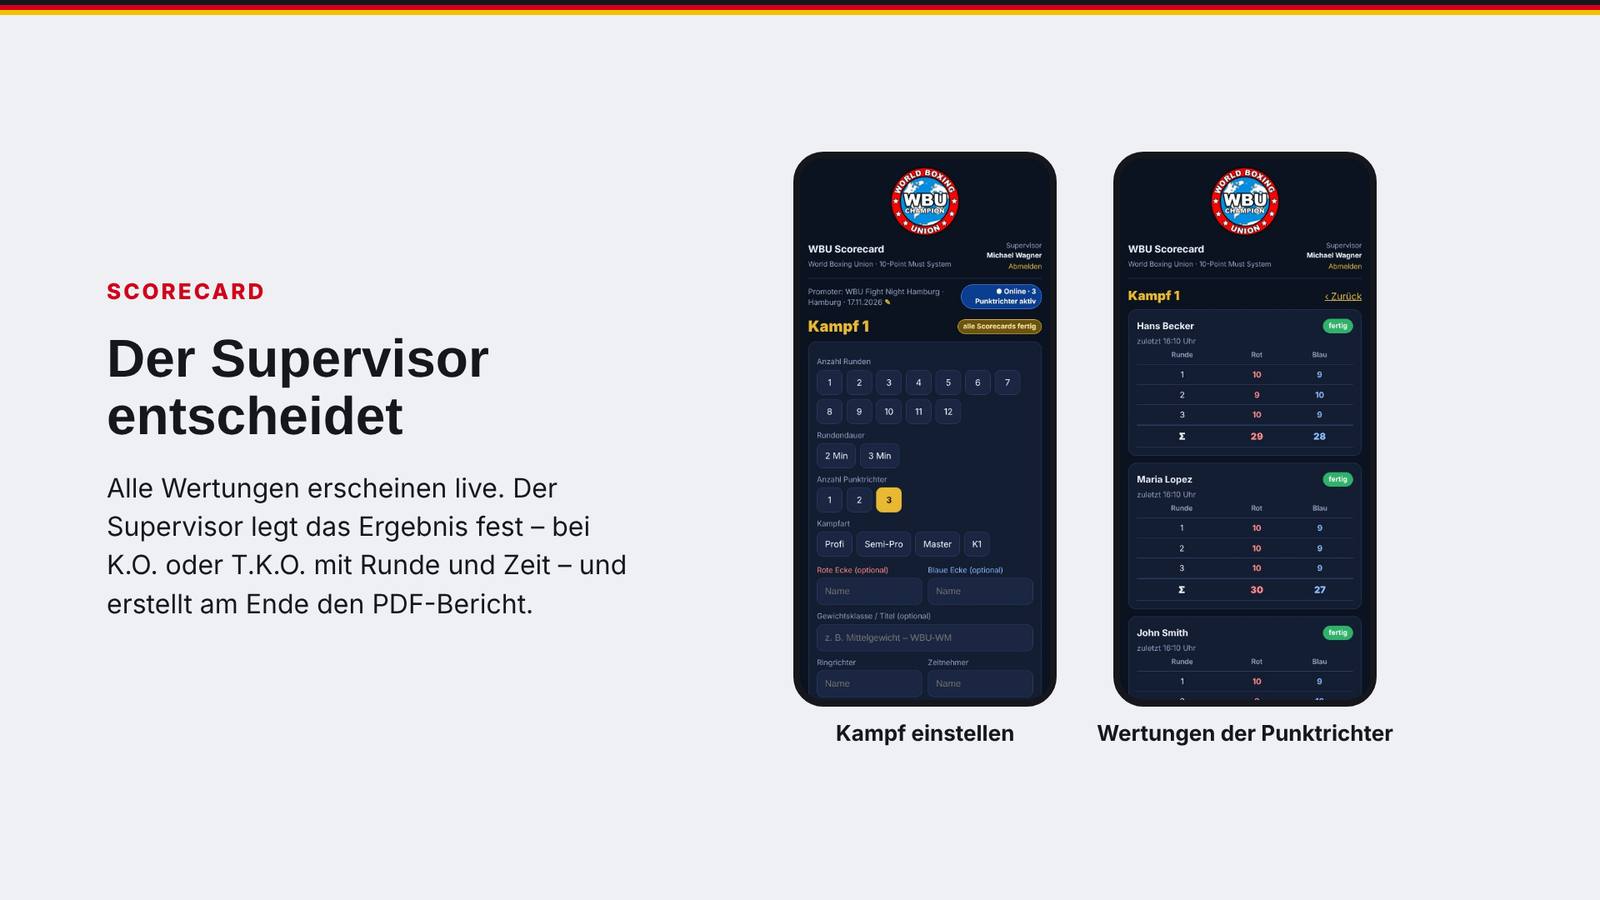 SCORECARD
Der Supervisor
entscheidet
Alle Wertungen erscheinen live. Der
Supervisor legt das Ergebnis fest – bei
K.O. oder T.K.O. mit Runde und Zeit – und
erstellt am Ende den PDF-Bericht.
WORLD BOXING
WBU
CHAMPION
UNION
WBU Scorecard
World Boxing Union · 10-Point Must System
Supervisor
Michael Wagner
Abmelden
Promoter: WBU Fight Night Hamburg ·
Hamburg · 17.11.2026
Online · 3
Punktrichter aktiv
Kampf 1
alle Scorecards fertig
Anzahl Runden
1 2 3 4 5 6 7
8 9 10 11 12
Rundendauer
2 Min 3 Min
Anzahl Punktrichter
1 2 3
Kampfart
Profi Semi-Pro Master K1
Rote Ecke (optional) Blaue Ecke (optional)
Name Name
Gewichtsklasse / Titel (optional)
z. B. Mittelgewicht – WBU-WM
Ringrichter Zeitnehmer
Name Name
Kampf einstellen
WORLD BOXING
WBU
CHAMPION
UNION
WBU Scorecard
World Boxing Union · 10-Point Must System
Supervisor
Michael Wagner
Abmelden
Kampf 1
‹ Zurück
Hans Becker fertig
zuletzt 16:10 Uhr
Runde Rot Blau
1 10 9
2 9 10
3 10 9
Σ 29 28
Maria Lopez fertig
zuletzt 16:10 Uhr
Runde Rot Blau
1 10 9
2 10 9
3 10 9
Σ 30 27
John Smith fertig
zuletzt 16:10 Uhr
Runde Rot Blau
1 10 9
Wertungen der Punktrichter